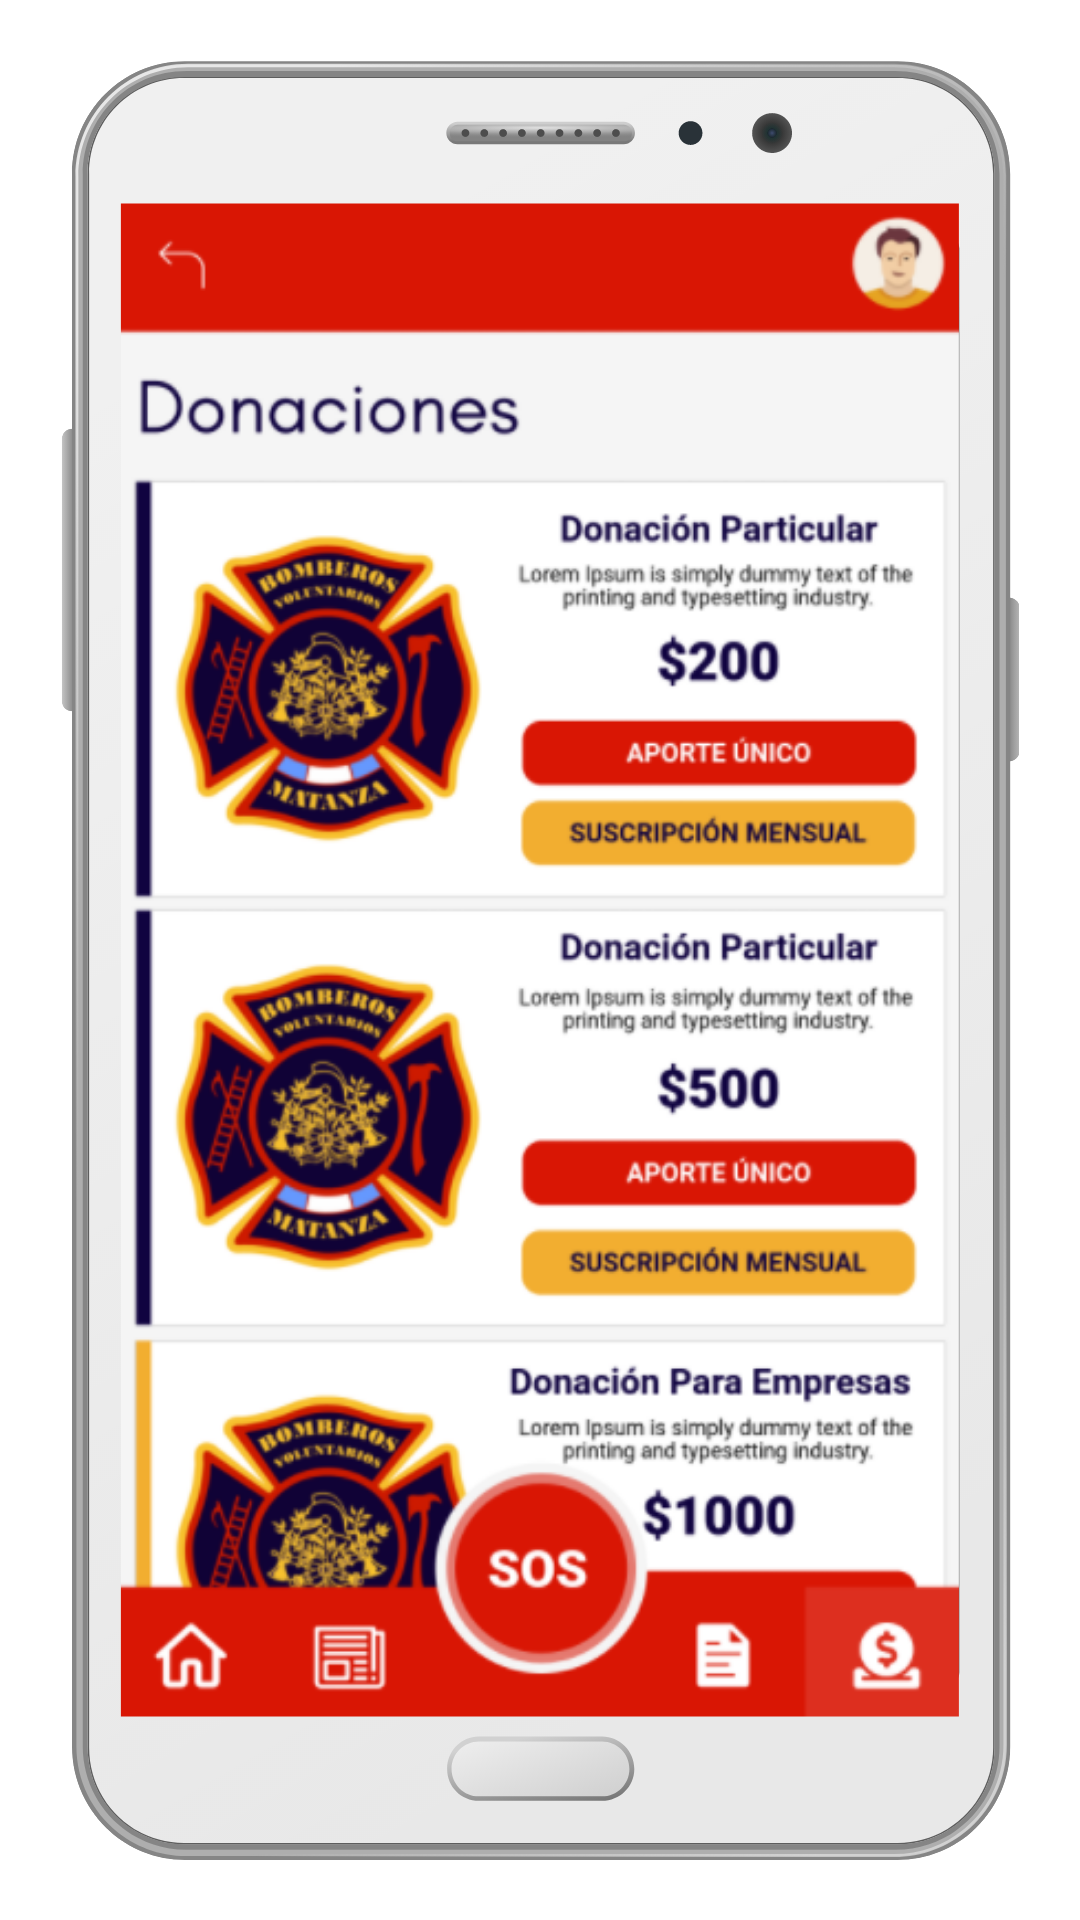 Donaciones
BOMBEROS
VOLUNTARIOS
MATANZA
Donación Particular
Lorem Ipsum is simply dummy text of the
printing and typesetting industry.
$200
APORTE ÚNICO
SUSCRIPCIÓN MENSUAL
BOMBEROS
VOLUNTARIOS
MATANZA
Donación Particular
Lorem Ipsum is simply dummy text of the
printing and typesetting industry.
$500
APORTE ÚNICO
SUSCRIPCIÓN MENSUAL
BOMBEROS
VOLUNTARIOS
Donación Para Empresas
Lorem Ipsum is simply dummy text of the
printing and typesetting industry.
$1000
SOS
$